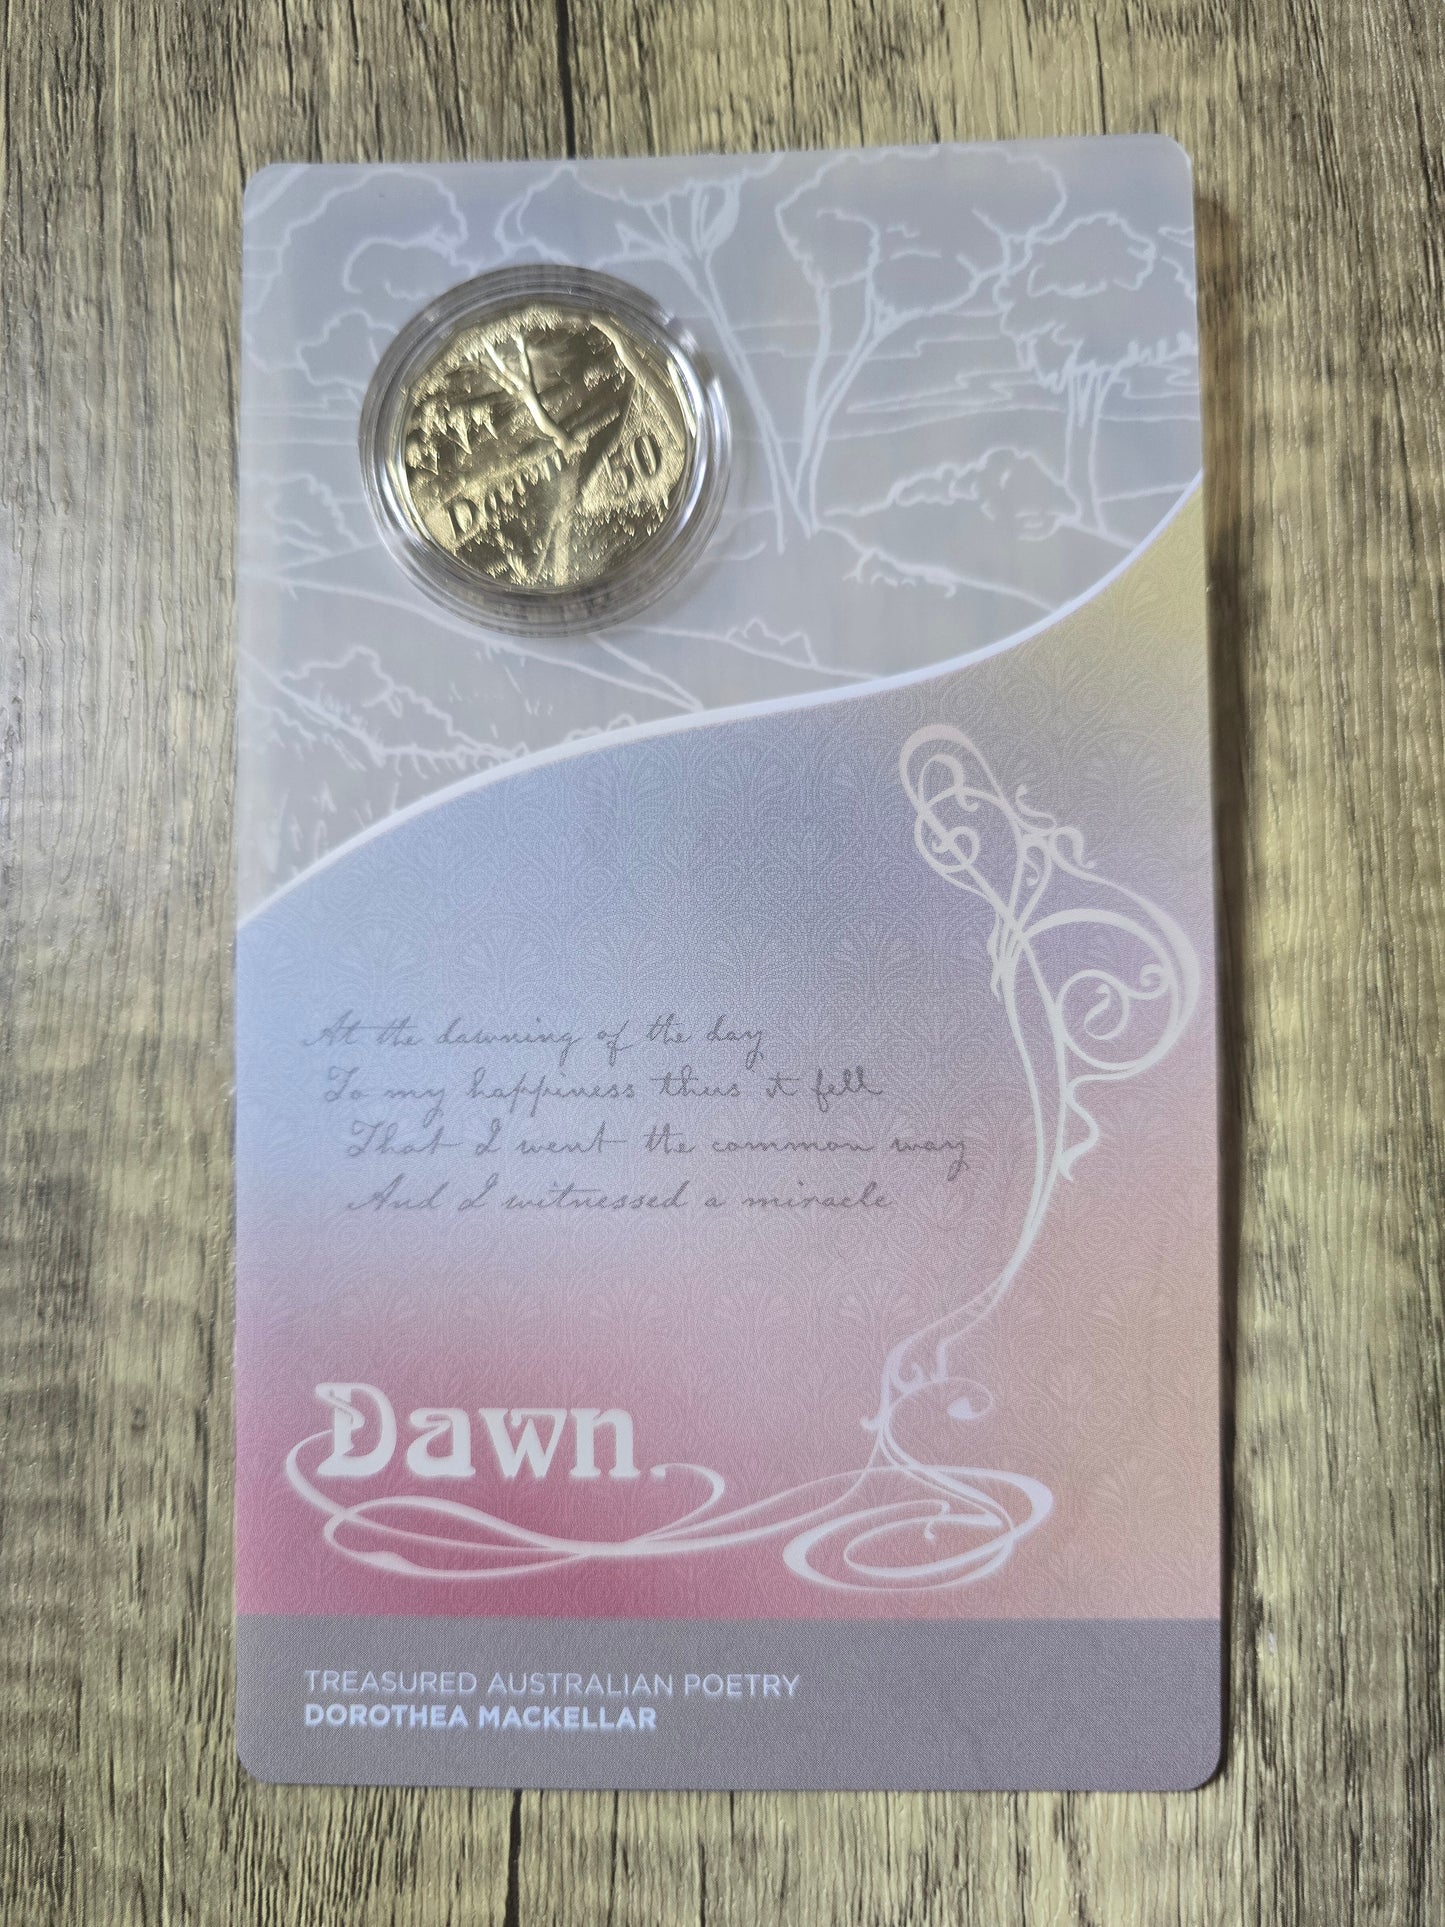 Dawn 50
At the dawning of the day
To my happiness thus it fell
That I went the common way
And I witnessed a miracle
Dawn.
TREASURED AUSTRALIAN POETRY
DOROTHEA MACKELLAR